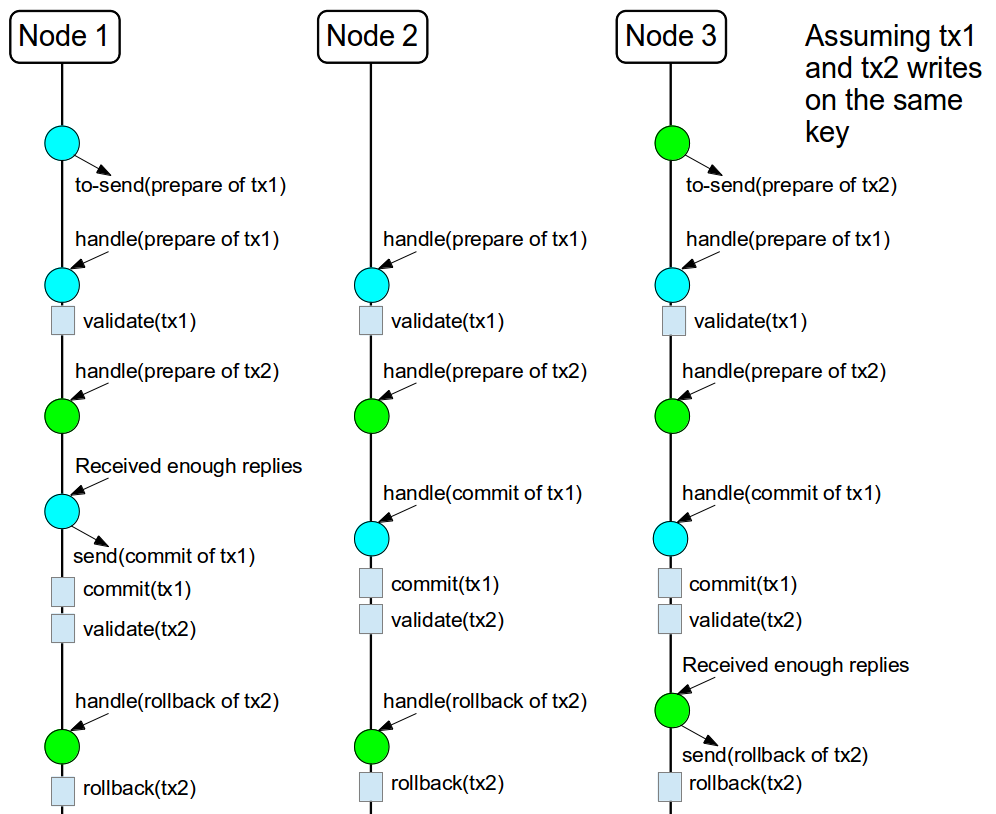 Node 1
Node 2
Node 3
Assuming tx1
and tx2 writes
on the same
key
to-send(prepare of tx1)
to-send(prepare of tx2)
handle(prepare of tx1)
handle(prepare of tx1)
handle(prepare of tx1)
validate(tx1)
validate(tx1)
validate(tx1)
handle(prepare of tx2)
handle(prepare of tx2)
handle(prepare of tx2)
Received enough replies
handle(commit of tx1)
handle(commit of tx1)
send(commit of tx1)
commit(tx1)
commit(tx1)
commit(tx1)
validate(tx2)
validate(tx2)
validate(tx2)
Received enough replies
handle(rollback of tx2)
handle(rollback of tx2)
send(rollback of tx2)
rollback(tx2)
rollback(tx2)
rollback(tx2)